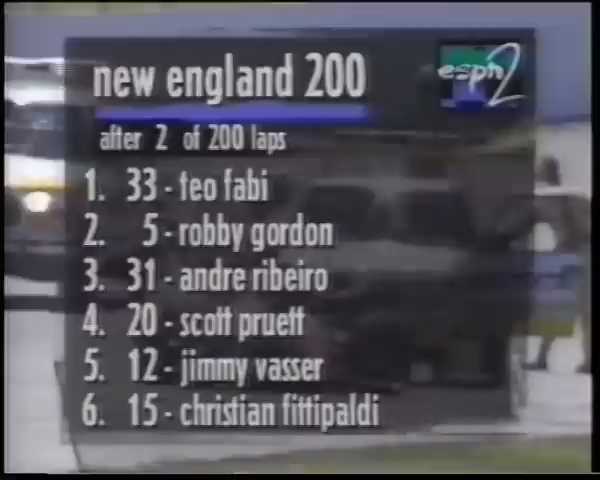 new england 200
espn2
after 2 of 200 laps
1. 33 - teo fabi
2. 5 - robby gordon
3. 31 - andre ribeiro
4. 20 - scott pruett
5. 12 - jimmy vasser
6. 15 - christian fittipaldi